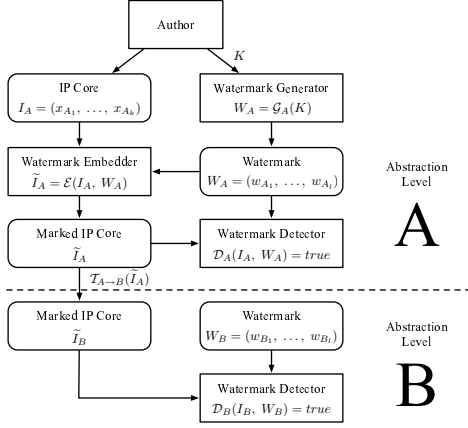 Author
K
IP Core
I_A = (x_{A_1}, ..., x_{A_k})
Watermark Generator
W_A = 𝒢_A(K)
Watermark Embedder
Ĩ_A = ℰ(I_A, W_A)
Watermark
W_A = (w_{A_1}, ..., w_{A_l})
Marked IP Core
Ĩ_A
Watermark Detector
𝒟_A(I_A, W_A) = true
Abstraction
Level
A
𝒯_{A→B}(Ĩ_A)
Marked IP Core
Ĩ_B
Watermark
W_B = (w_{B_1}, ..., w_{B_l})
Watermark Detector
𝒟_B(I_B, W_B) = true
Abstraction
Level
B